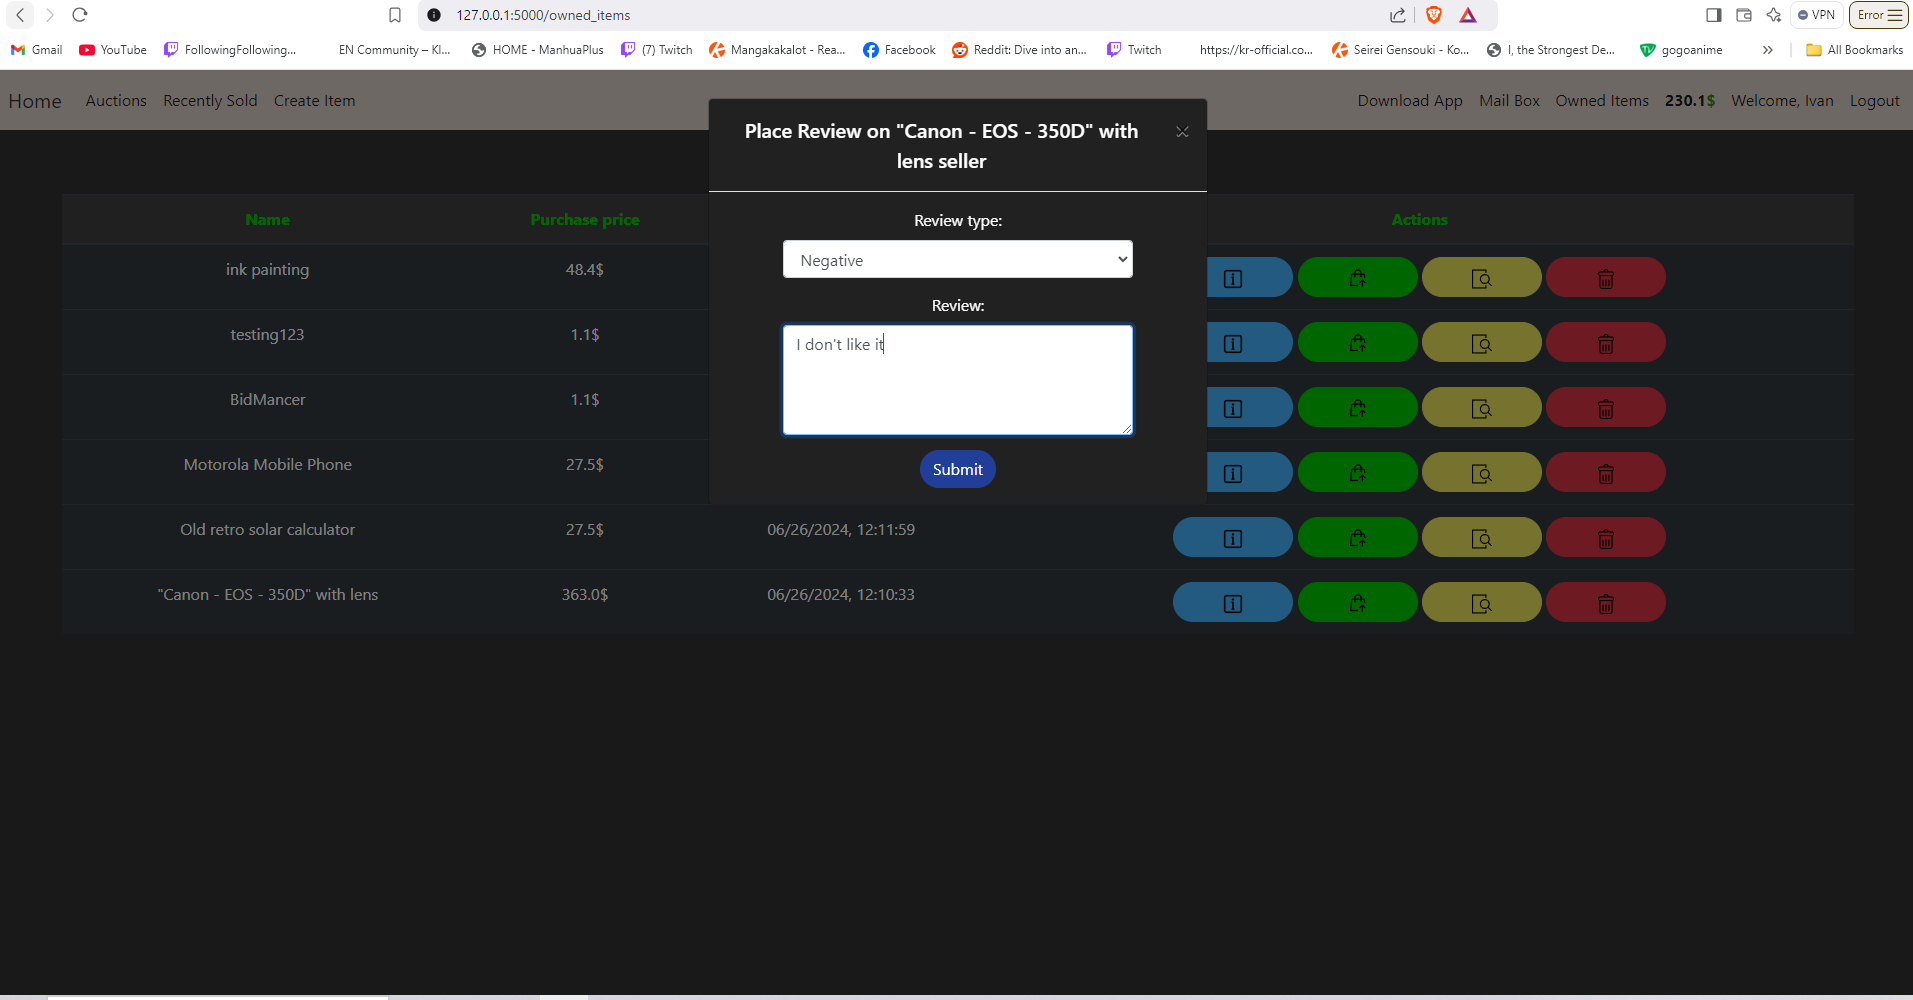 127.0.0.1:5000/owned_items
VPN
Error
Gmail
YouTube
FollowingFollowing...
EN Community – Kl...
HOME - ManhuaPlus
(7) Twitch
Mangakakalot - Rea...
Facebook
Reddit: Dive into an...
Twitch
https://kr-official.co...
Seirei Gensouki - Ko...
I, the Strongest De...
gogoanime
»
All Bookmarks
Home
Auctions
Recently Sold
Create Item
Download App
Mail Box
Owned Items
230.1$
Welcome, Ivan
Logout
Place Review on "Canon - EOS - 350D" with
lens seller
×
Review type:
Negative
Review:
I don't like it
Submit
Name
Purchase price
Actions
ink painting
48.4$
testing123
1.1$
BidMancer
1.1$
Motorola Mobile Phone
27.5$
Old retro solar calculator
27.5$
06/26/2024, 12:11:59
"Canon - EOS - 350D" with lens
363.0$
06/26/2024, 12:10:33